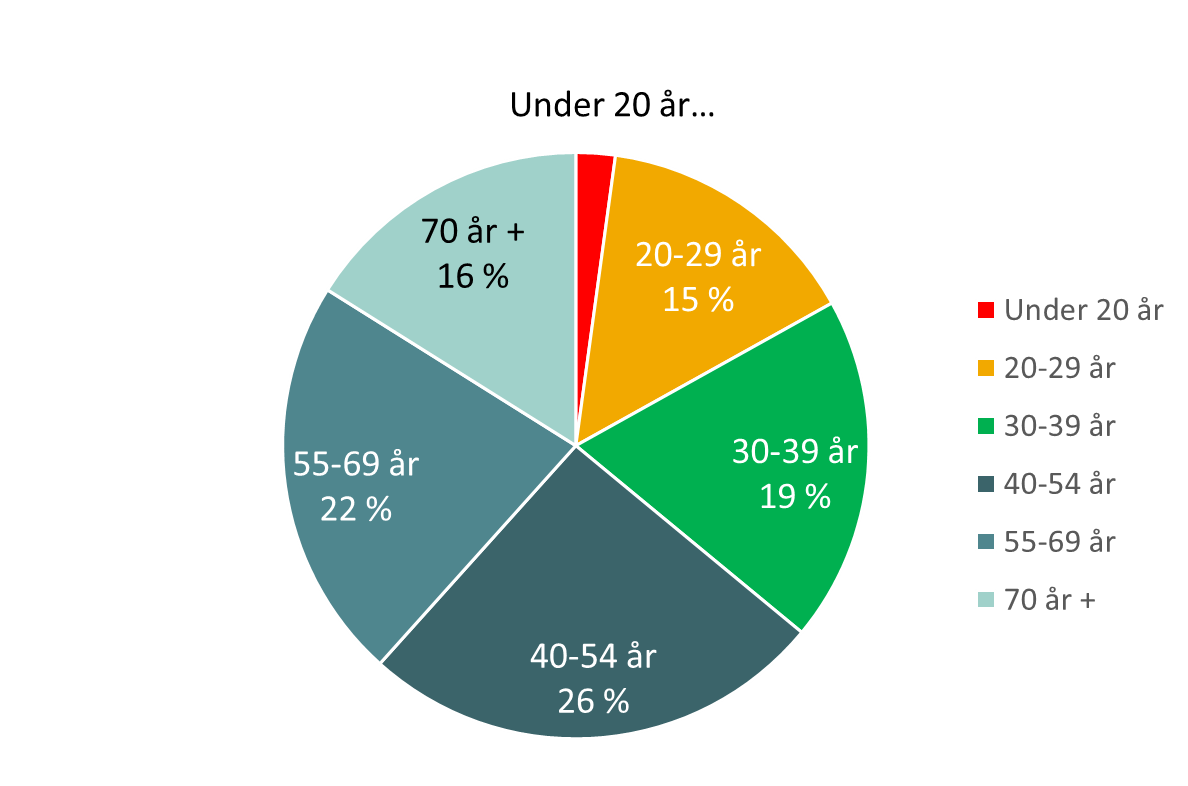 Under 20 år...
70 år +
16 %
20-29 år
15 %
30-39 år
19 %
40-54 år
26 %
55-69 år
22 %
Under 20 år
20-29 år
30-39 år
40-54 år
55-69 år
70 år +